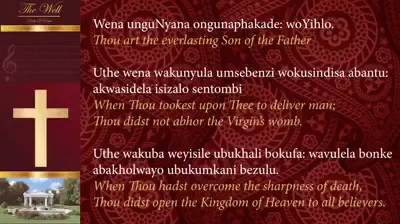 The Well
Wena unguNyana ongunaphakade: woYihlo.
Thou art the everlasting Son of the Father
Uthe wena wakunyula umsebenzi wokusindisa abantu:
akwasidela isizalo sentombi
When Thou tookest upon Thee to deliver man;
Thou didst not abhor the Virgin's womb.
Uthe wakuba weyisile ubukhali bokufa: wavulela bonke
abakholwayo ubukumkani bezulu.
When Thou hadst overcome the sharpness of death,
Thou didst open the Kingdom of Heaven to all believers.